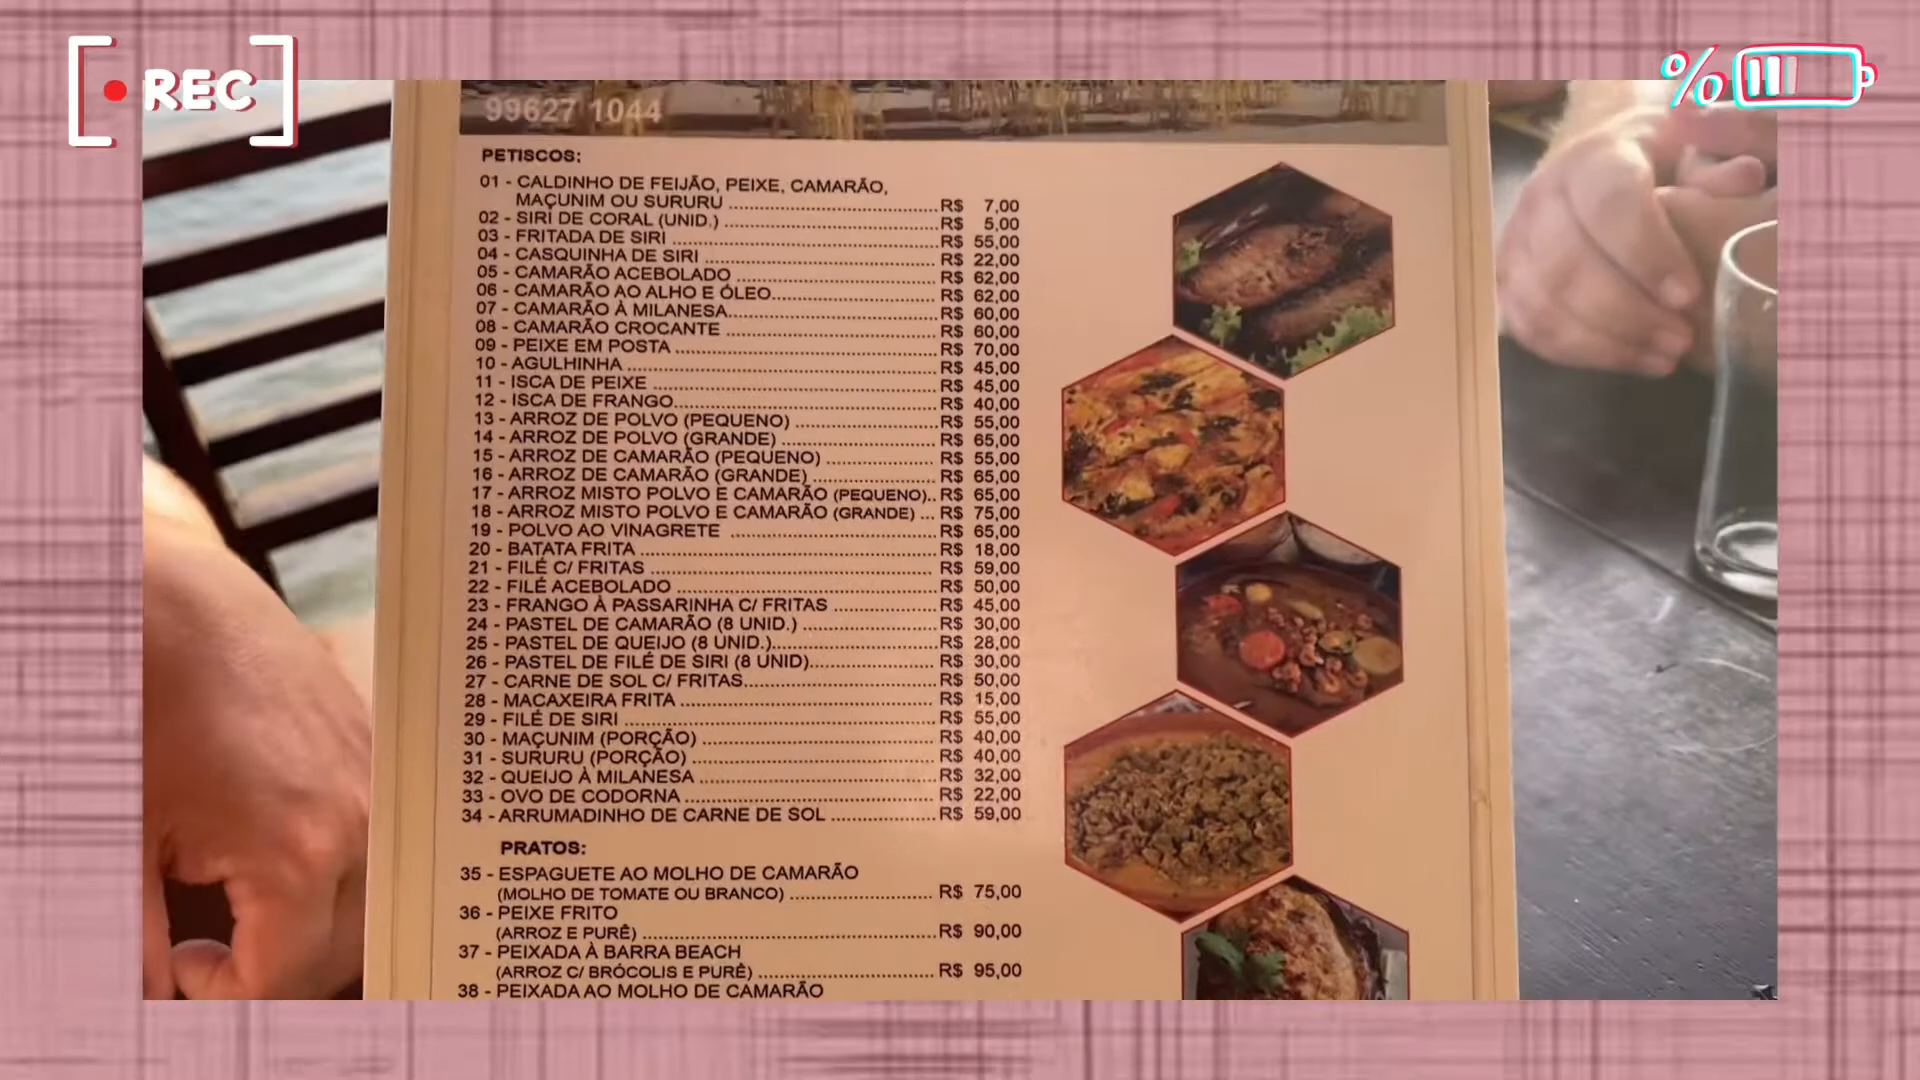 REC
%
99627 1044
PETISCOS:
01 - CALDINHO DE FEIJÃO, PEIXE, CAMARÃO,
MAÇUNIM OU SURURU R$ 7,00
02 - SIRI DE CORAL (UNID.) R$ 5,00
03 - FRITADA DE SIRI R$ 55,00
04 - CASQUINHA DE SIRI R$ 22,00
05 - CAMARÃO ACEBOLADO R$ 62,00
06 - CAMARÃO AO ALHO E ÓLEO R$ 62,00
07 - CAMARÃO À MILANESA R$ 60,00
08 - CAMARÃO CROCANTE R$ 60,00
09 - PEIXE EM POSTA R$ 70,00
10 - AGULHINHA R$ 45,00
11 - ISCA DE PEIXE R$ 45,00
12 - ISCA DE FRANGO R$ 40,00
13 - ARROZ DE POLVO (PEQUENO) R$ 55,00
14 - ARROZ DE POLVO (GRANDE) R$ 65,00
15 - ARROZ DE CAMARÃO (PEQUENO) R$ 55,00
16 - ARROZ DE CAMARÃO (GRANDE) R$ 65,00
17 - ARROZ MISTO POLVO E CAMARÃO (PEQUENO) R$ 65,00
18 - ARROZ MISTO POLVO E CAMARÃO (GRANDE) R$ 75,00
19 - POLVO AO VINAGRETE R$ 65,00
20 - BATATA FRITA R$ 18,00
21 - FILÉ C/ FRITAS R$ 59,00
22 - FILÉ ACEBOLADO R$ 50,00
23 - FRANGO À PASSARINHA C/ FRITAS R$ 45,00
24 - PASTEL DE CAMARÃO (8 UNID.) R$ 30,00
25 - PASTEL DE QUEIJO (8 UNID.) R$ 28,00
26 - PASTEL DE FILÉ DE SIRI (8 UNID) R$ 30,00
27 - CARNE DE SOL C/ FRITAS R$ 50,00
28 - MACAXEIRA FRITA R$ 15,00
29 - FILÉ DE SIRI R$ 55,00
30 - MAÇUNIM (PORÇÃO) R$ 40,00
31 - SURURU (PORÇÃO) R$ 40,00
32 - QUEIJO À MILANESA R$ 32,00
33 - OVO DE CODORNA R$ 22,00
34 - ARRUMADINHO DE CARNE DE SOL R$ 59,00
PRATOS:
35 - ESPAGUETE AO MOLHO DE CAMARÃO
(MOLHO DE TOMATE OU BRANCO) R$ 75,00
36 - PEIXE FRITO
(ARROZ E PURÊ) R$ 90,00
37 - PEIXADA À BARRA BEACH
(ARROZ C/ BRÓCOLIS E PURÊ) R$ 95,00
38 - PEIXADA AO MOLHO DE CAMARÃO